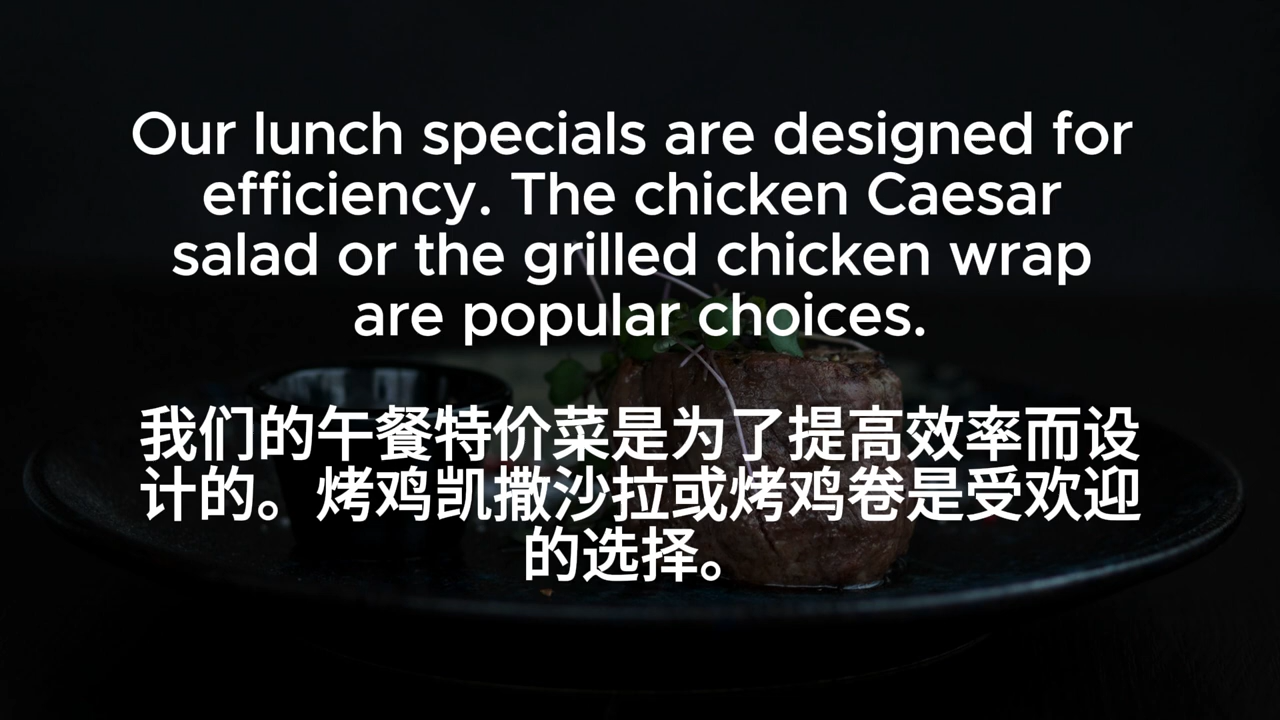 Our lunch specials are designed for
efficiency. The chicken Caesar
salad or the grilled chicken wrap
are popular choices.
我们的午餐特价菜是为了提高效率而设
计的。烤鸡凯撒沙拉或烤鸡卷是受欢迎
的选择。